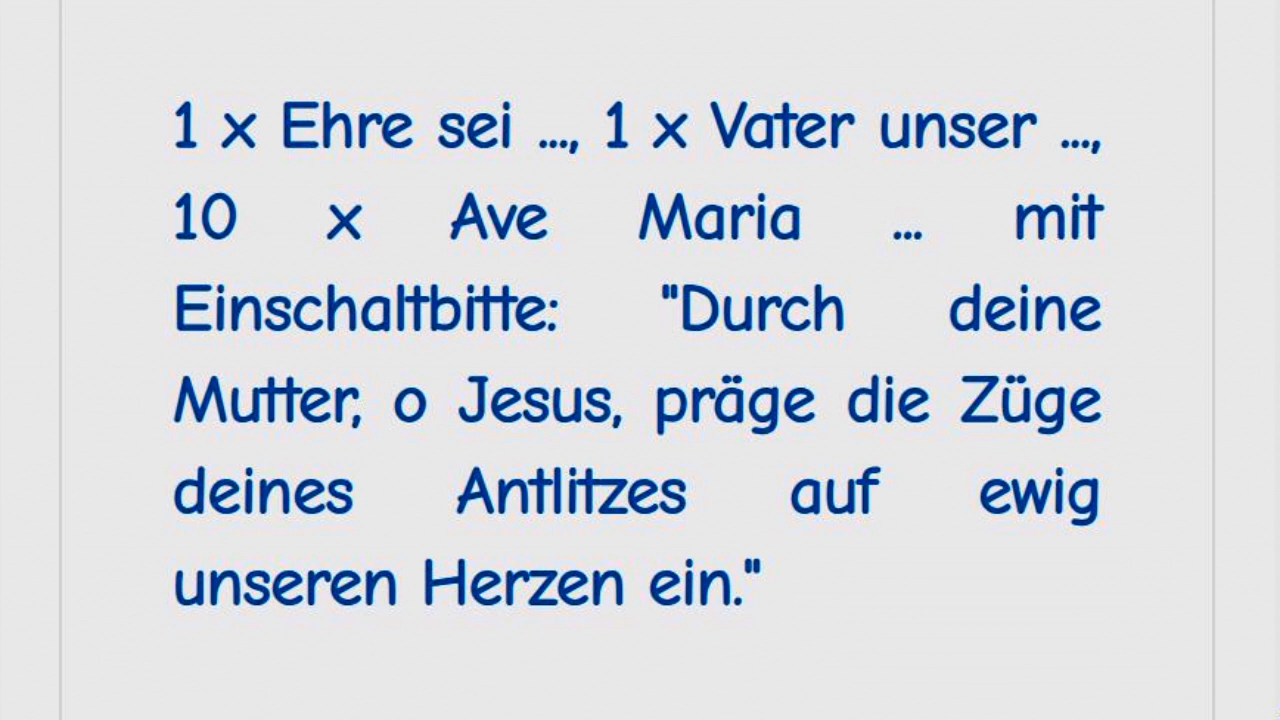 1 x Ehre sei ..., 1 x Vater unser ...,
10 x Ave Maria ... mit
Einschaltbitte: "Durch deine
Mutter, o Jesus, präge die Züge
deines Antlitzes auf ewig
unseren Herzen ein."